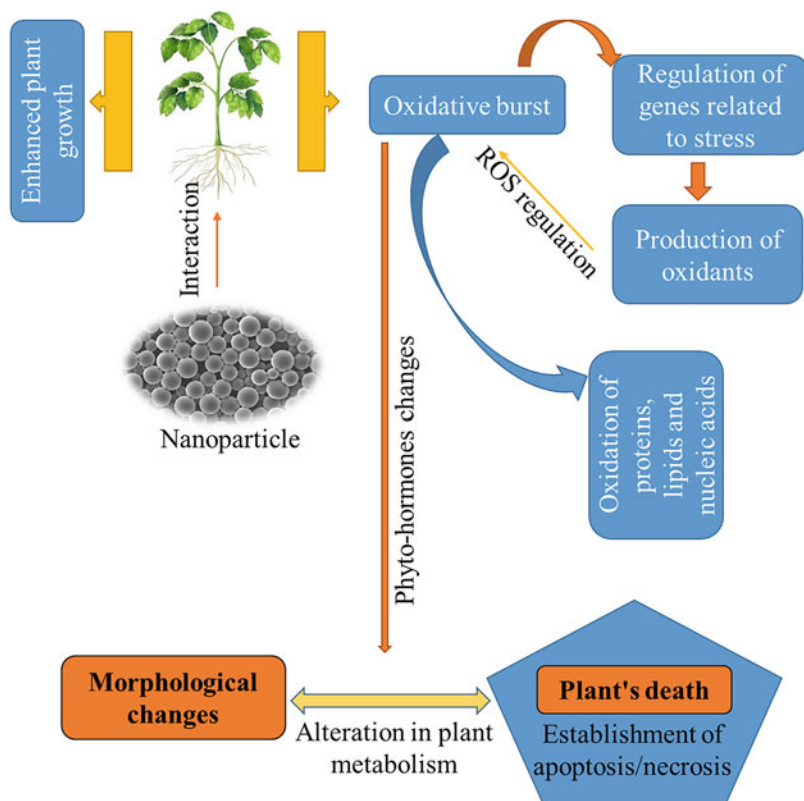 Enhanced plant
growth
Interaction
Nanoparticle
Oxidative burst
Regulation of
genes related
to stress
Production of
oxidants
ROS regulation
Oxidation of
proteins,
lipids and
nucleic acids
Phyto-hormones changes
Morphological
changes
Alteration in plant
metabolism
Plant's death
Establishment of
apoptosis/necrosis